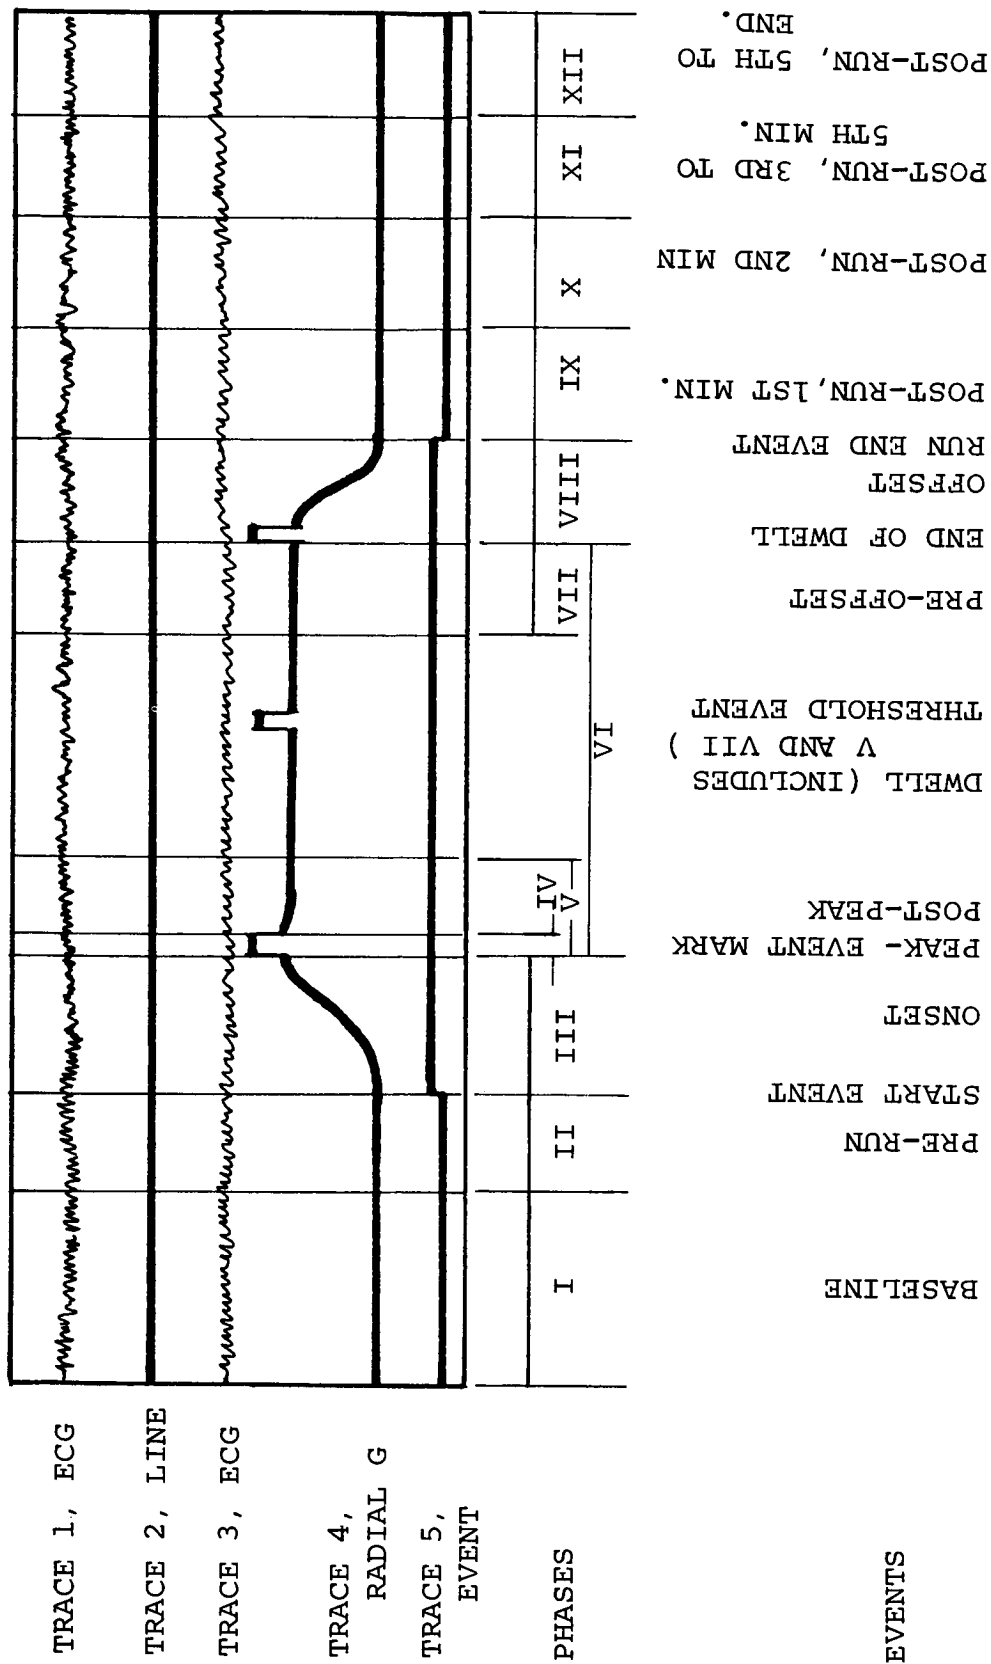 TRACE 1, ECG
TRACE 2, LINE
TRACE 3, ECG
TRACE 4,
RADIAL G
TRACE 5,
EVENT
PHASES
I
II
III
IV
V
VI
VII
VIII
IX
X
XI
XII
EVENTS
BASELINE
PRE-RUN
START EVENT
ONSET
PEAK- EVENT MARK
POST-PEAK
DWELL (INCLUDES
V AND VII )
THRESHOLD EVENT
PRE-OFFSET
END OF DWELL
OFFSET
RUN END EVENT
POST-RUN, 1ST MIN.
POST-RUN, 2ND MIN
POST-RUN, 3RD TO
5TH MIN.
POST-RUN, 5TH TO
END.